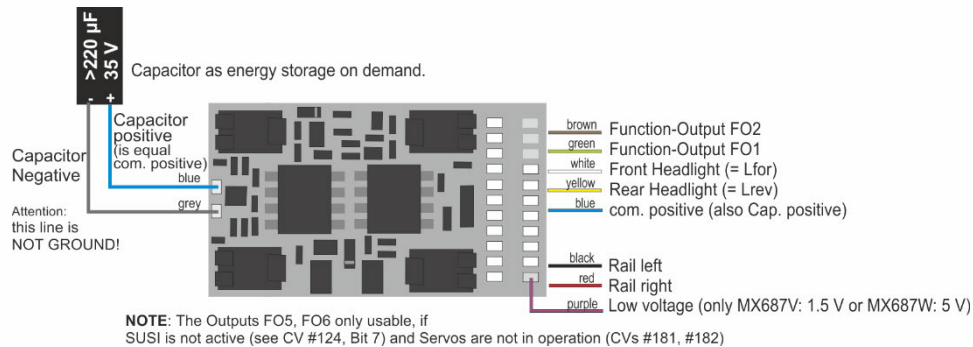 >220 µF
35 V
- +
Capacitor as energy storage on demand.
Capacitor
positive
(is equal
com. positive)
blue
Capacitor
Negative
grey
Attention:
this line is
NOT GROUND!
brown Function-Output FO2
green Function-Output FO1
white Front Headlight (= Lfor)
yellow Rear Headlight (= Lrev)
blue com. positive (also Cap. positive)
black Rail left
red Rail right
purple Low voltage (only MX687V: 1.5 V or MX687W: 5 V)
NOTE: The Outputs FO5, FO6 only usable, if
SUSI is not active (see CV #124, Bit 7) and Servos are not in operation (CVs #181, #182)